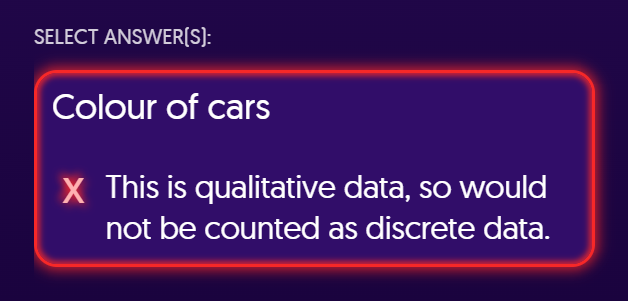 SELECT ANSWER(S):
Colour of cars
X This is qualitative data, so would
not be counted as discrete data.